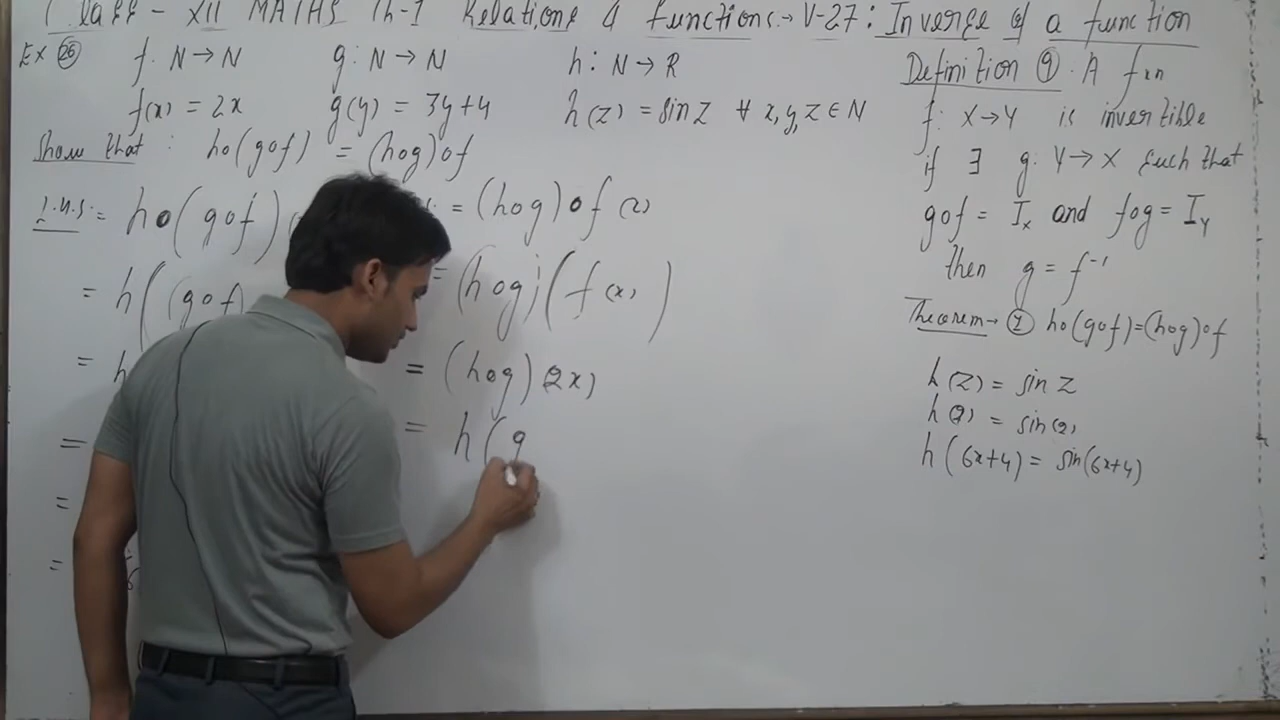 Class - XII MATHS Ch-1 Relations & functions :→ V-27 : Inverse of a function
Ex 26 f: N→N g: N→N h: N→R
f(x) = 2x g(y) = 3y+4 h(z) = sin z ∀ x,y,z ∈ N
Show that : ho(gof) = (hog)of
L.H.S = ho(gof)
= h((gof)
= h
=
=
=
= (hog)of(x)
= (hog)(f(x))
= (hog)(2x)
= h(g
Definition 9. A fxn
f: X→Y is invertible
if ∃ g: Y→X such that
gof = Ix and fog = IY
then g = f⁻¹
Theorem→ 1 ho(gof)=(hog)of
h(z) = sin z
h(2) = sin(2)
h(6x+4) = sin(6x+4)